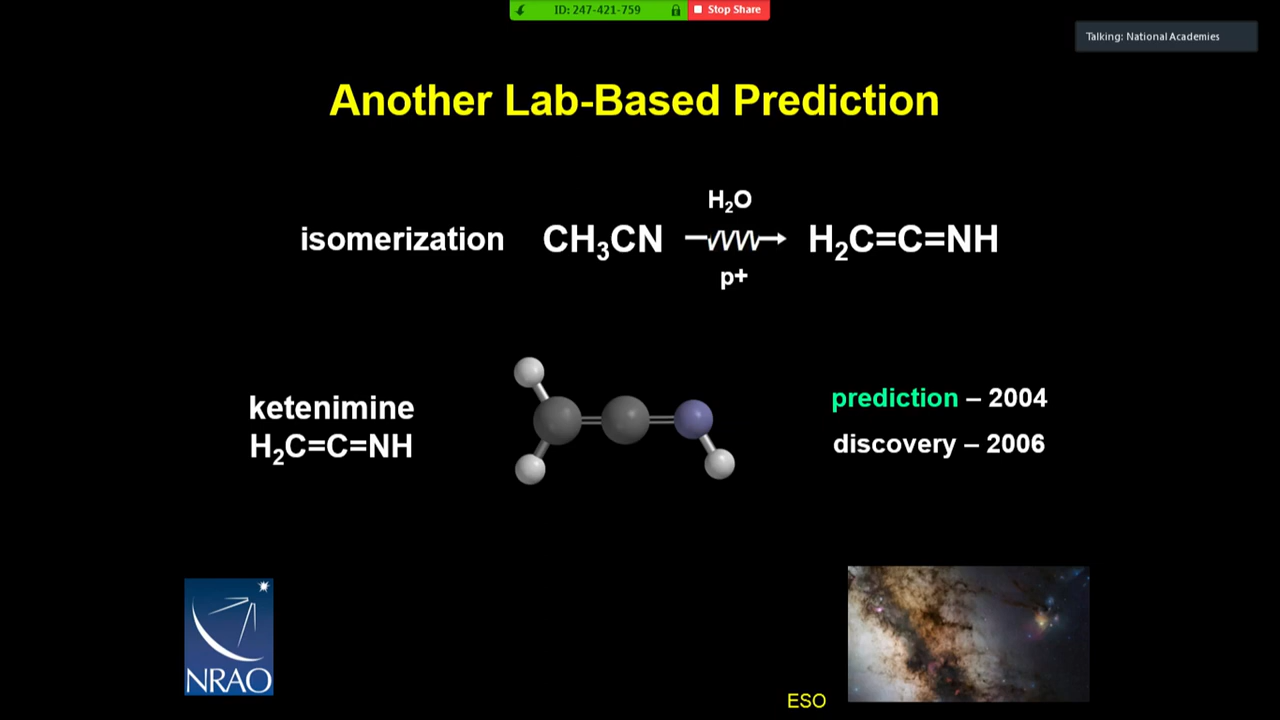 ID: 247-421-759 Stop Share
Talking: National Academies
Another Lab-Based Prediction
H₂O
isomerization CH₃CN H₂C=C=NH
p+
ketenimine
H₂C=C=NH
prediction – 2004
discovery – 2006
NRAO
ESO